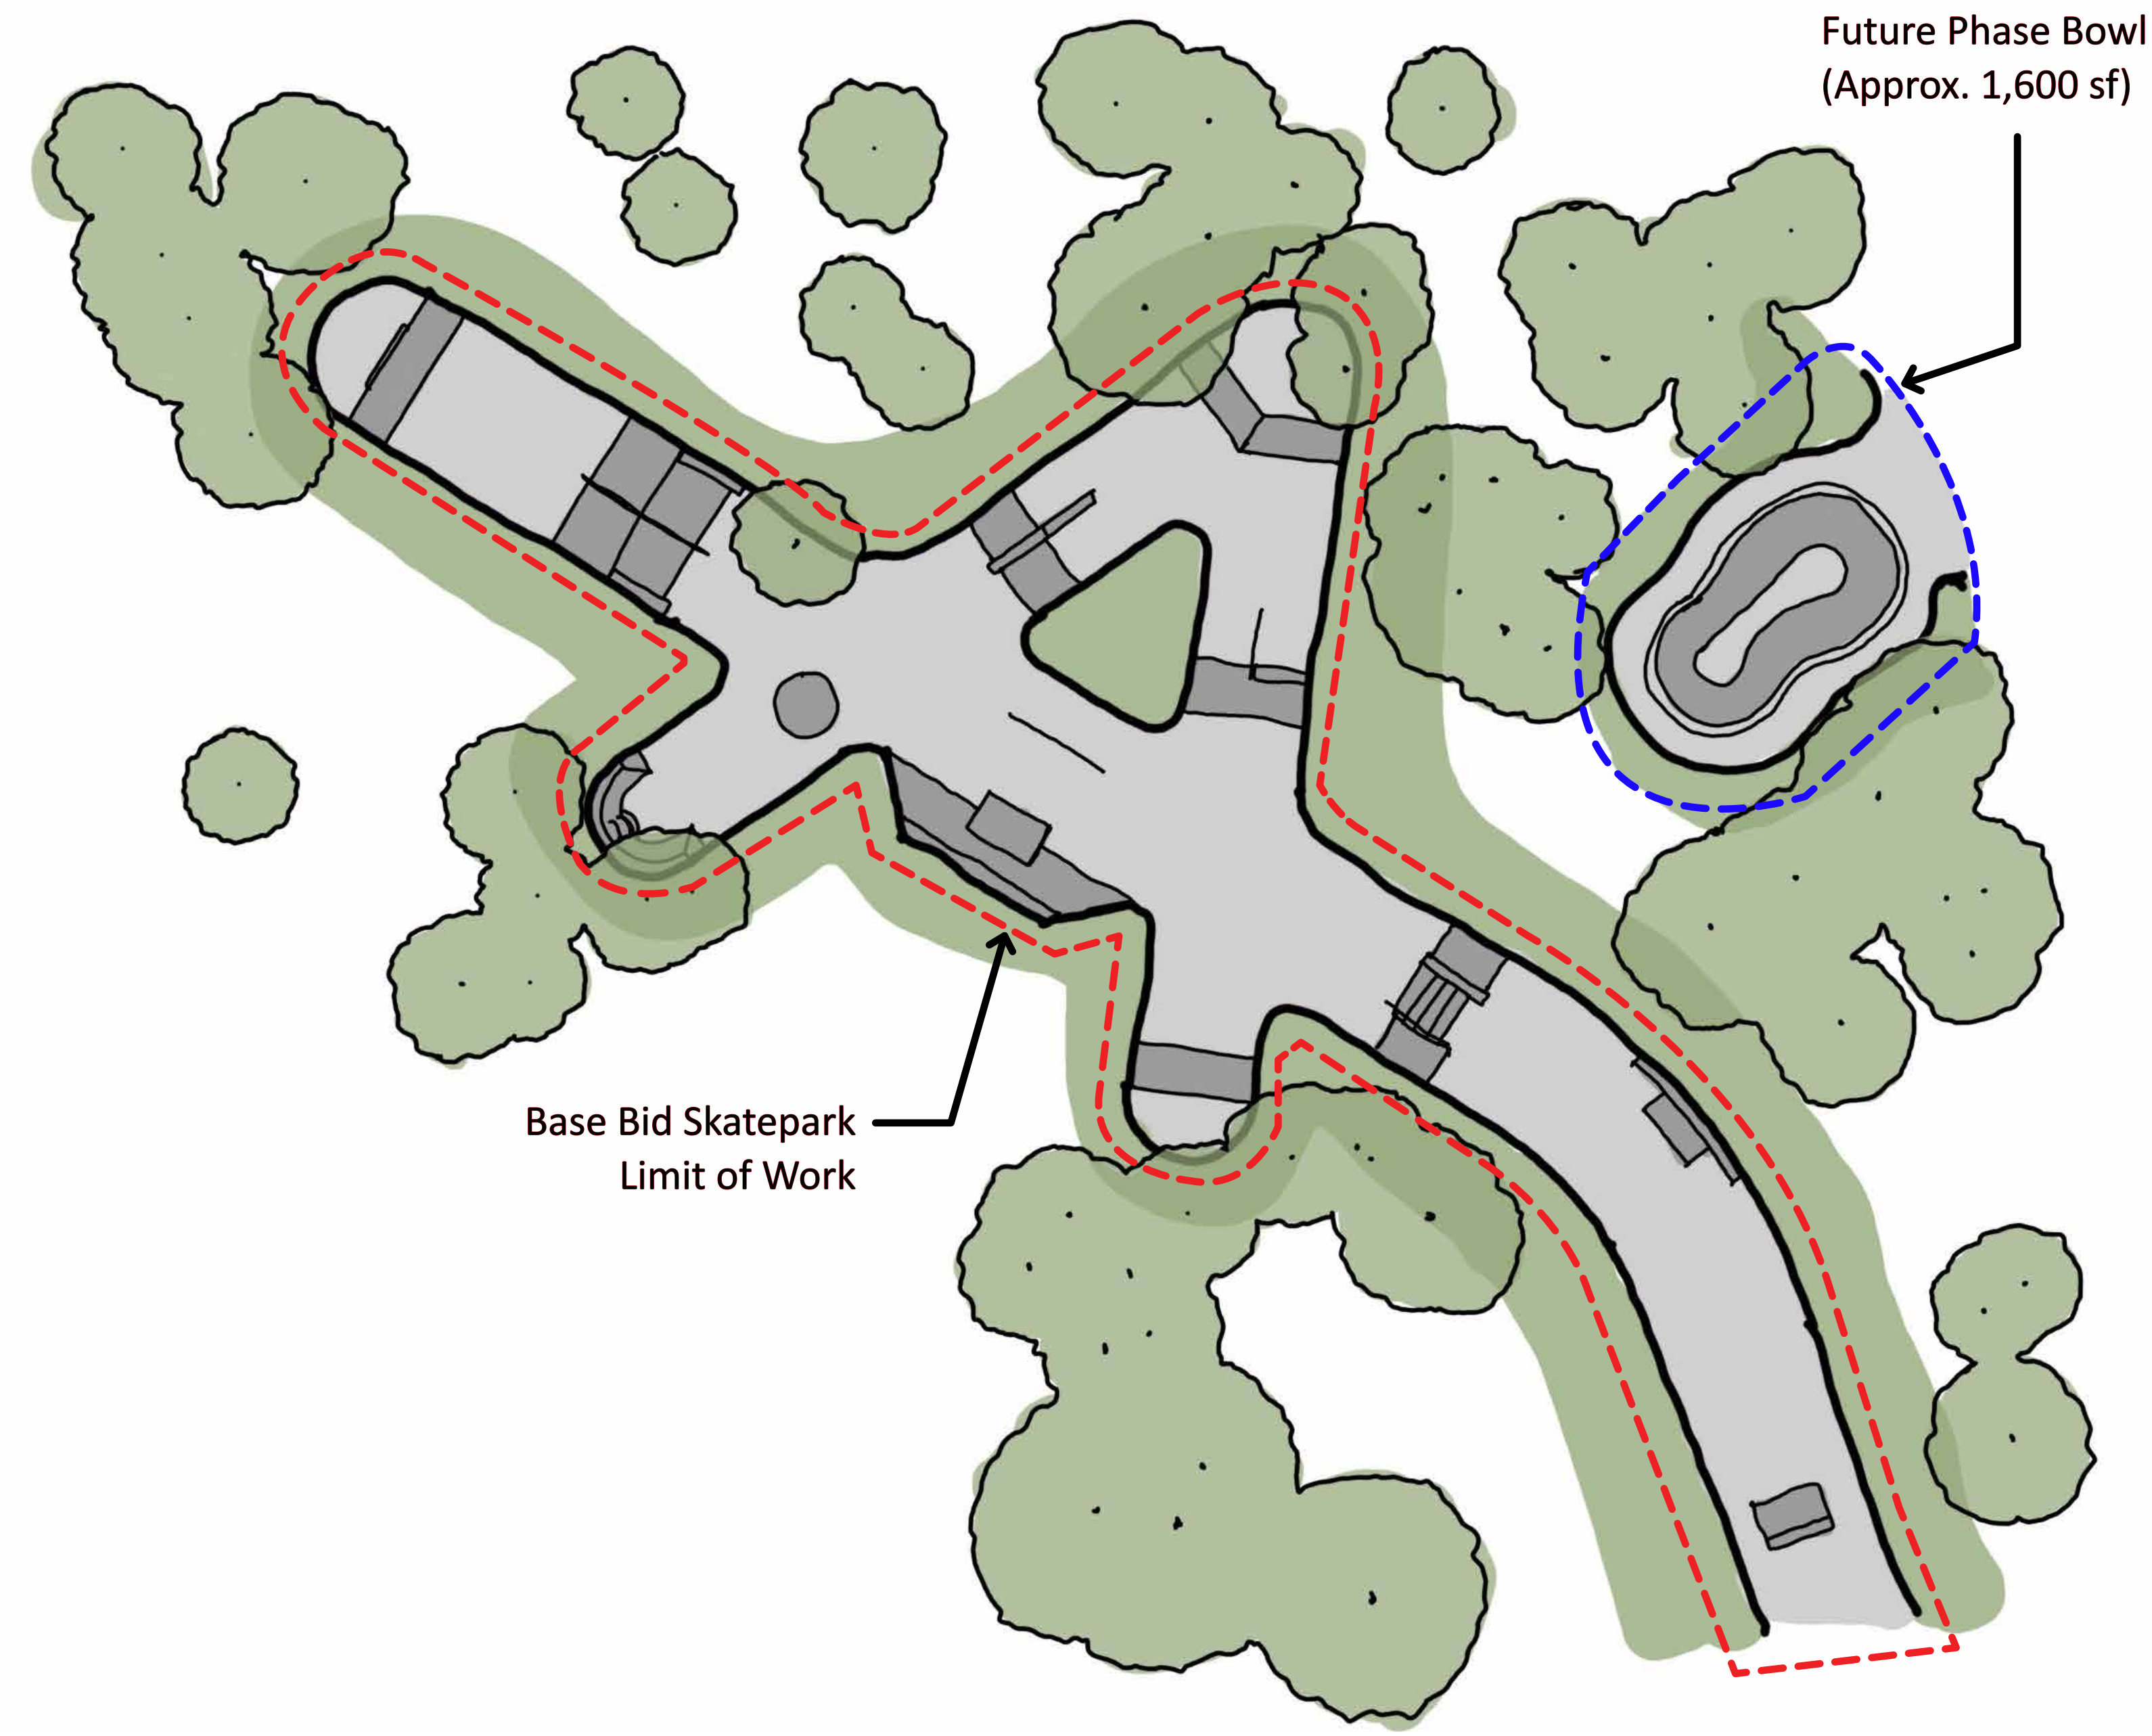 Future Phase Bowl
(Approx. 1,600 sf)
Base Bid Skatepark
Limit of Work